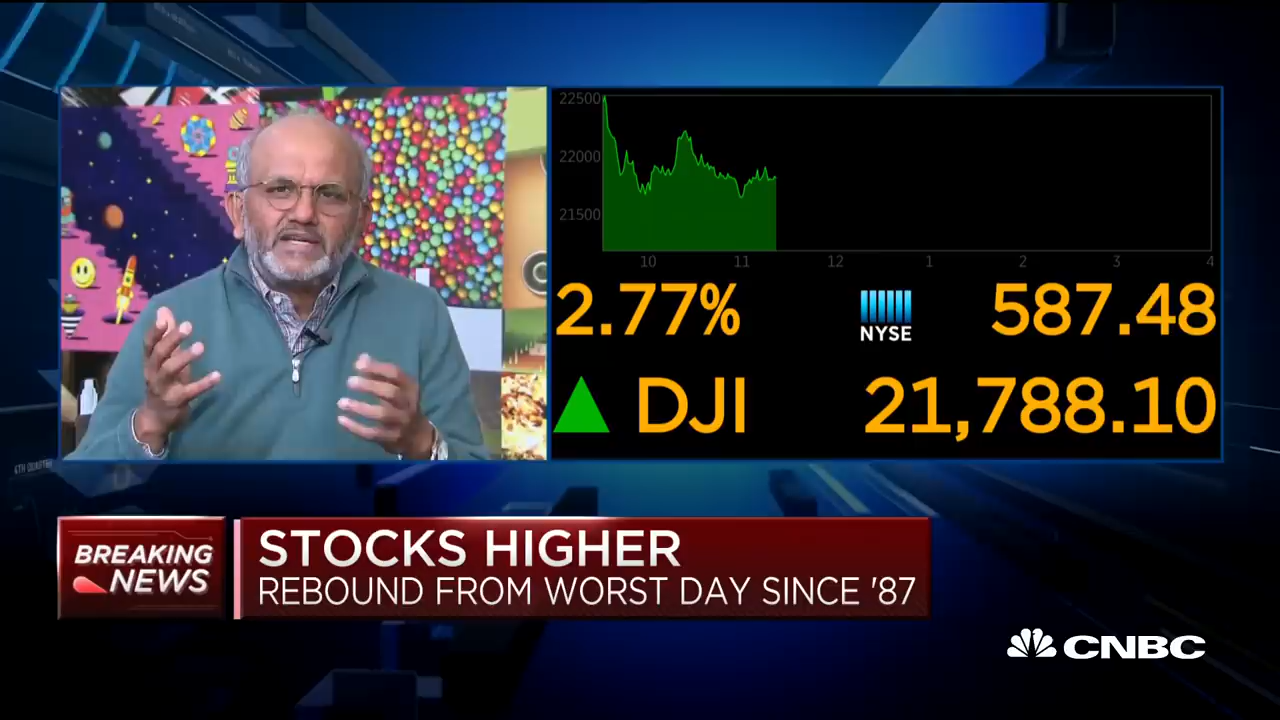 22500
22000
21500
10 11 12 1 2 3 4
2.77% NYSE 587.48
DJI 21,788.10
BREAKING NEWS
STOCKS HIGHER
REBOUND FROM WORST DAY SINCE '87
CNBC